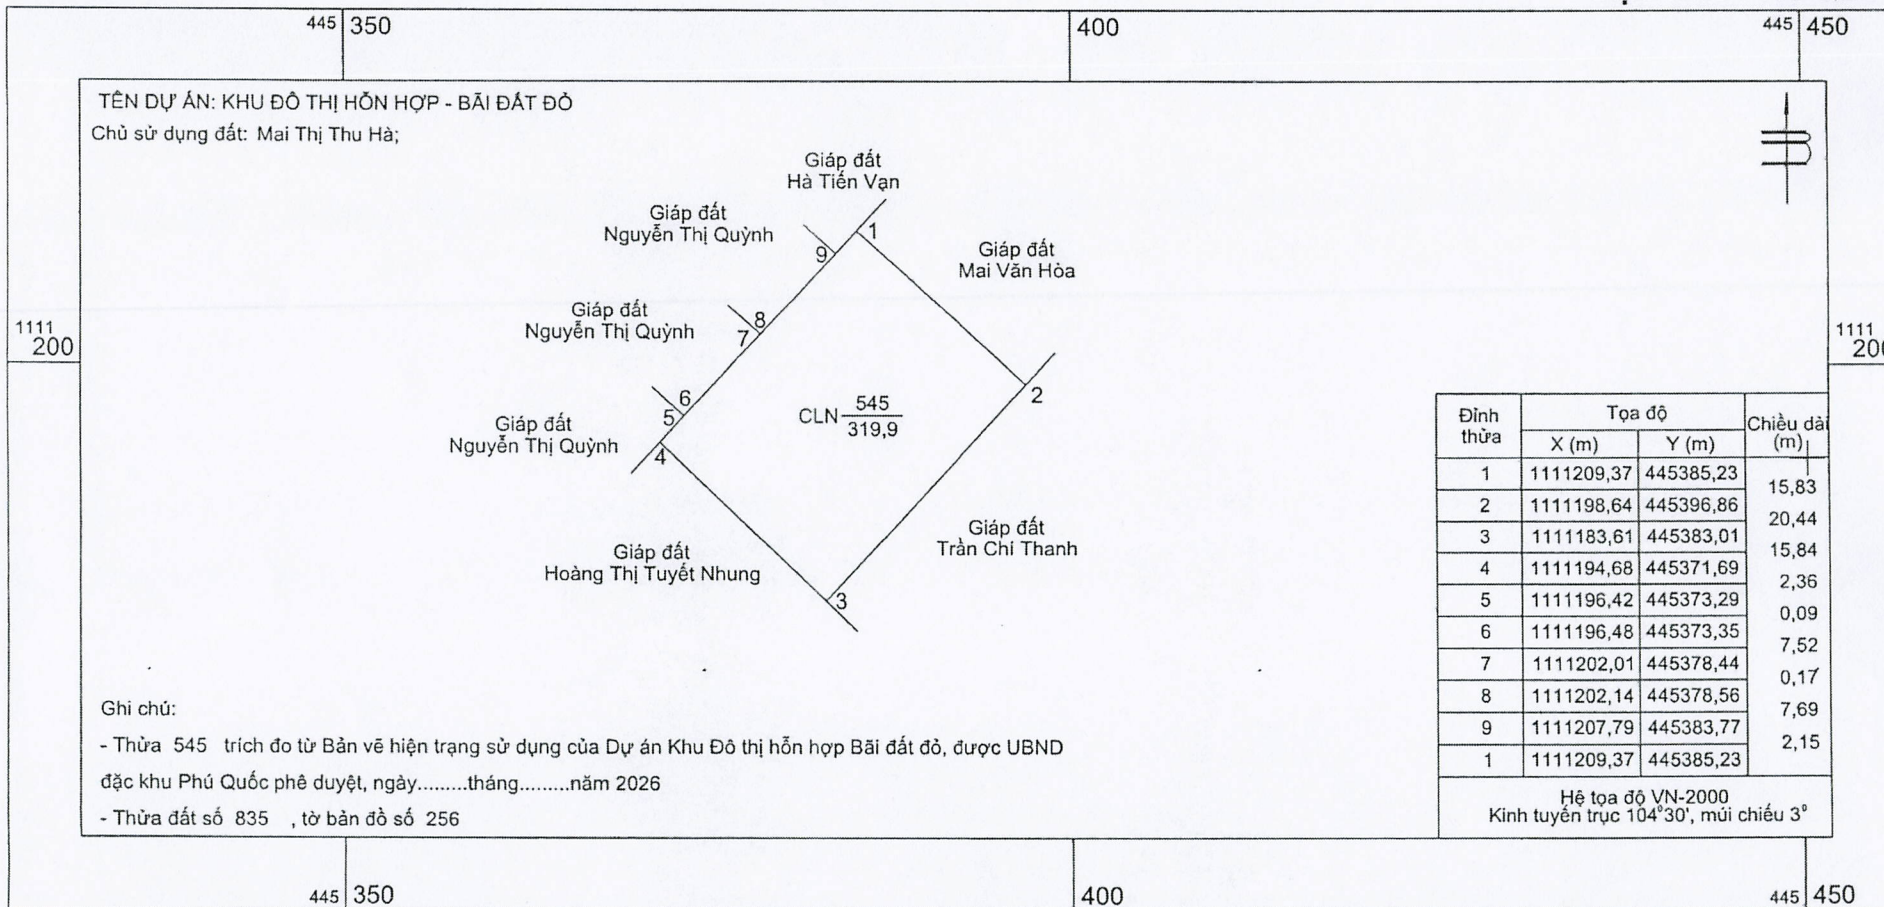 445 350 400 445 450
TÊN DỰ ÁN: KHU ĐÔ THỊ HỖN HỢP - BÃI ĐẤT ĐỎ
Chủ sử dụng đất: Mai Thị Thu Hà;
Giáp đất
Hà Tiến Vạn
Giáp đất
Nguyễn Thị Quỳnh
1
9
Giáp đất
Mai Văn Hòa
Giáp đất
Nguyễn Thị Quỳnh
8
7
1111
200
1111
200
6
5
Giáp đất
Nguyễn Thị Quỳnh
4
CLN 545
319,9
2
Giáp đất
Trần Chí Thanh
Giáp đất
Hoàng Thị Tuyết Nhung
3
Đỉnh thửa Tọa độ Chiều dài (m)
X (m) Y (m)
1 1111209,37 445385,23
15,83
2 1111198,64 445396,86
20,44
3 1111183,61 445383,01
15,84
4 1111194,68 445371,69
2,36
5 1111196,42 445373,29
0,09
6 1111196,48 445373,35
7,52
7 1111202,01 445378,44
0,17
8 1111202,14 445378,56
7,69
9 1111207,79 445383,77
2,15
1 1111209,37 445385,23
Hệ tọa độ VN-2000
Kinh tuyến trục 104°30', múi chiếu 3°
Ghi chú:
- Thửa 545 trích đo từ Bản vẽ hiện trạng sử dụng của Dự án Khu Đô thị hỗn hợp Bãi đất đỏ, được UBND
đặc khu Phú Quốc phê duyệt, ngày.........tháng.........năm 2026
- Thửa đất số 835 , tờ bản đồ số 256
445 350 400 445 450